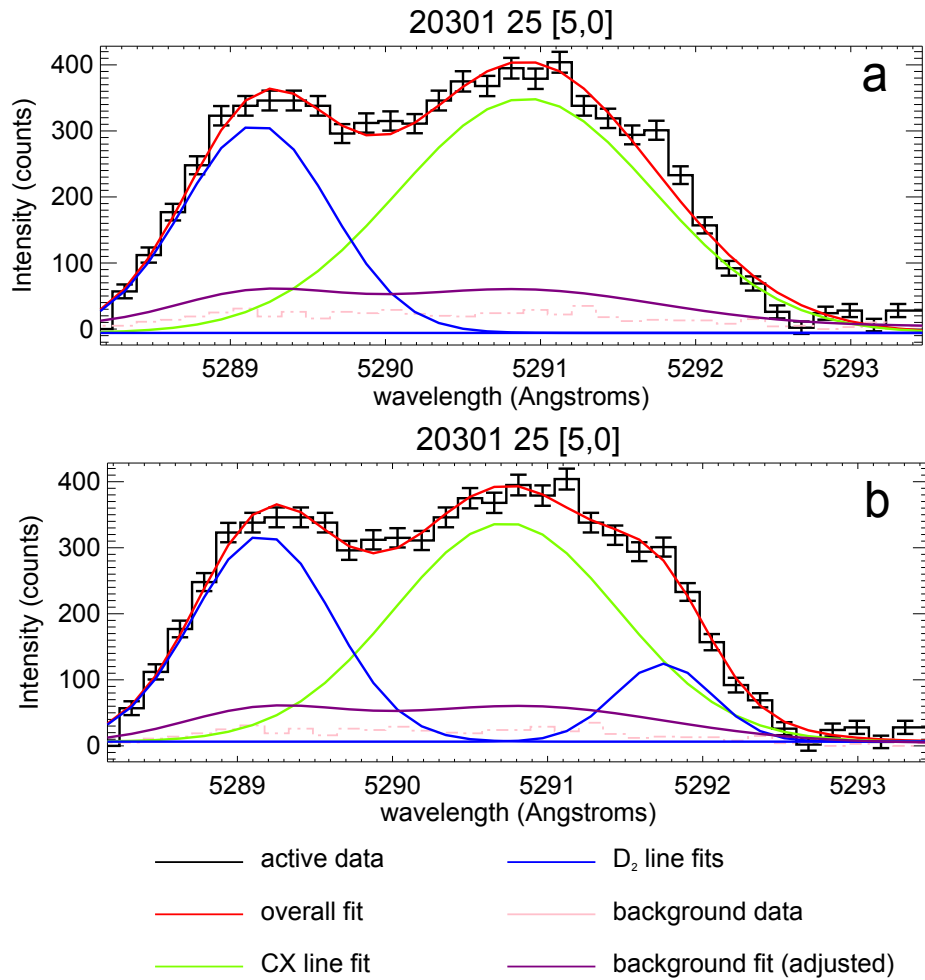 20301 25 [5,0]
a
Intensity (counts)
400
300
200
100
0
5289 5290 5291 5292 5293
wavelength (Angstroms)
20301 25 [5,0]
b
Intensity (counts)
400
300
200
100
0
5289 5290 5291 5292 5293
wavelength (Angstroms)
active data
D₂ line fits
overall fit
background data
CX line fit
background fit (adjusted)